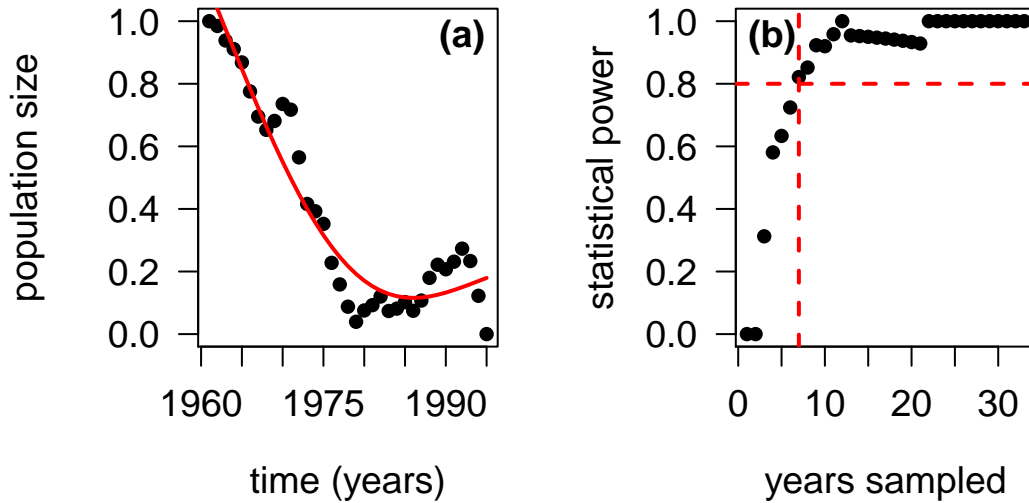 (a)
population size
1.0
0.8
0.6
0.4
0.2
0.0
1960 1975 1990
time (years)
(b)
statistical power
1.0
0.8
0.6
0.4
0.2
0.0
0 10 20 30
years sampled